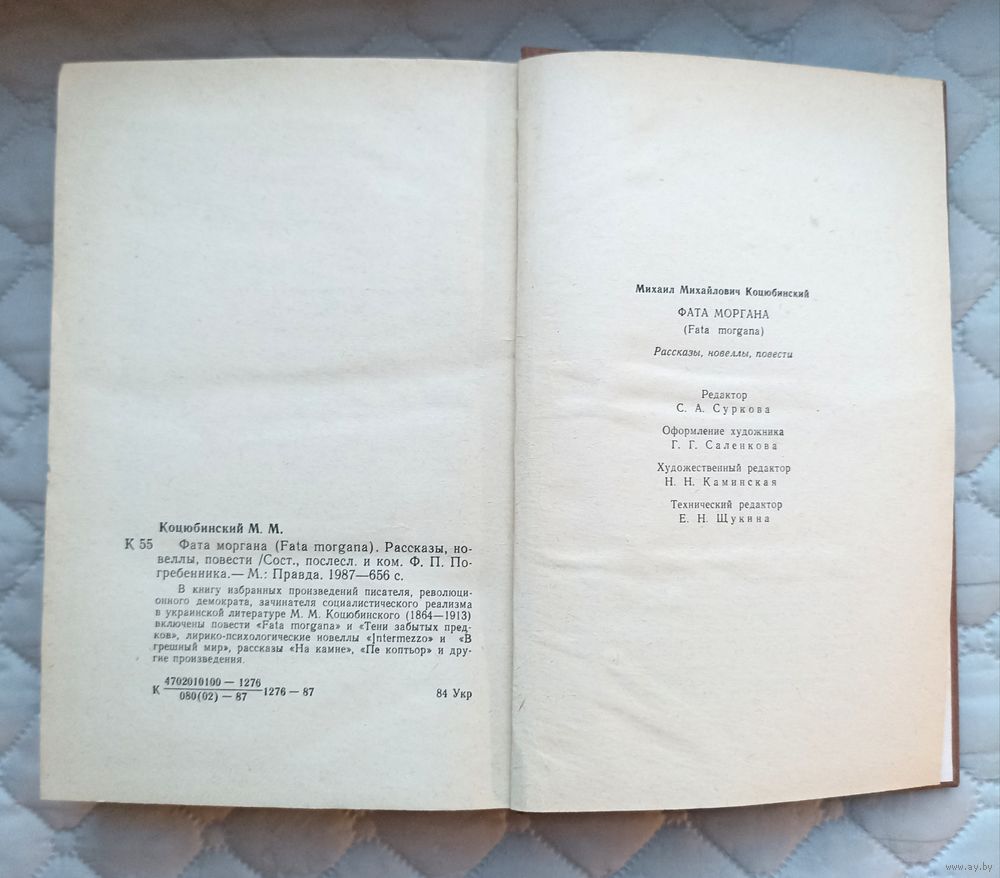 Коцюбинский М. М.
К 55 Фата моргана (Fata morgana). Рассказы, но-
веллы, повести /Сост., послесл. и ком. Ф. П. По-
гребенника.— М.: Правда. 1987—656 с.
В книгу избранных произведений писателя, революци-
онного демократа, зачинателя социалистического реализма
в украинской литературе М. М. Коцюбинского (1864—1913)
включены повести «Fata morgana» и «Тени забытых пред-
ков», лирико-психологические новеллы «Intermezzo» и «В
грешный мир», рассказы «На камне», «Пе коптьор» и дру-
гие произведения.
4702010100 — 1276
К 1276 — 87
080(02) — 87
84 Укр
Михаил Михайлович Коцюбинский
ФАТА МОРГАНА
(Fata morgana)
Рассказы, новеллы, повести
Редактор
С. А. Суркова
Оформление художника
Г. Г. Саленкова
Художественный редактор
Н. Н. Каминская
Технический редактор
Е. Н. Щукина
www.ay.by